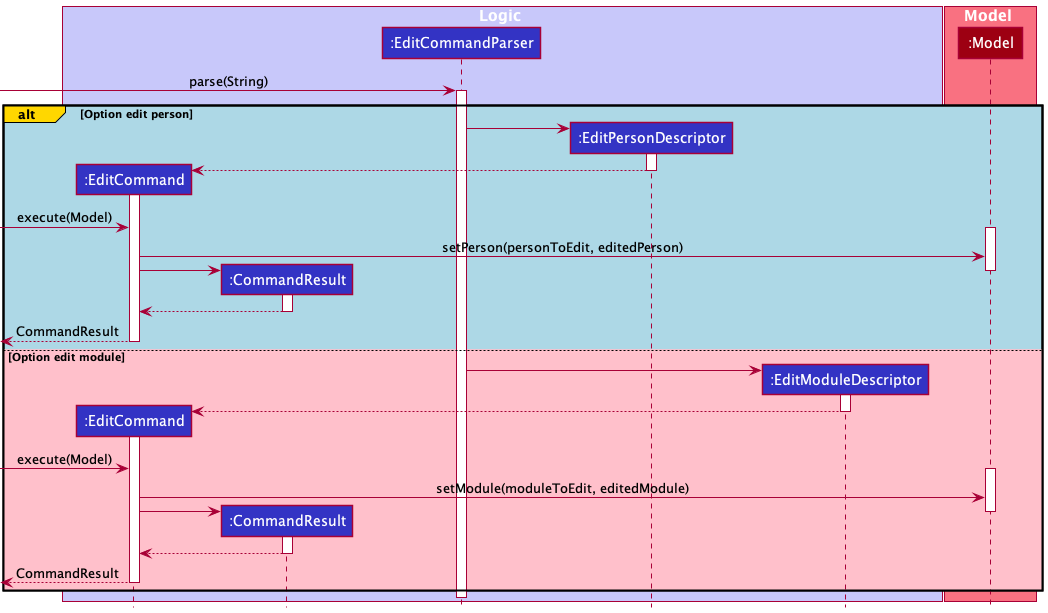 Logic
Model
:EditCommandParser
:Model
parse(String)
alt
[Option edit person]
:EditPersonDescriptor
:EditCommand
execute(Model)
setPerson(personToEdit, editedPerson)
:CommandResult
CommandResult
[Option edit module]
:EditModuleDescriptor
:EditCommand
execute(Model)
setModule(moduleToEdit, editedModule)
:CommandResult
CommandResult